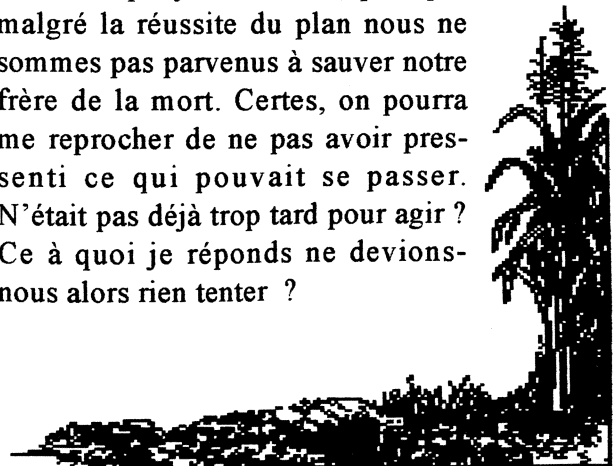 malgré la réussite du plan nous ne
sommes pas parvenus à sauver notre
frère de la mort. Certes, on pourra
me reprocher de ne pas avoir pres-
senti ce qui pouvait se passer.
N'était pas déjà trop tard pour agir ?
Ce à quoi je réponds ne devions-
nous alors rien tenter ?